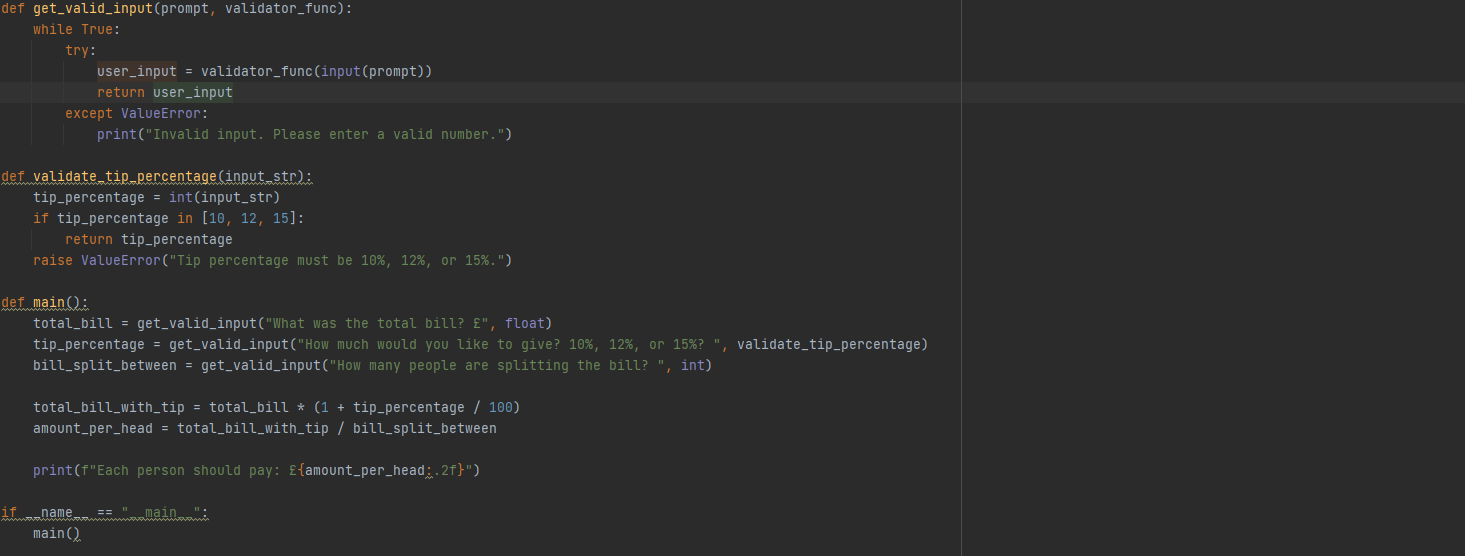 def get_valid_input(prompt, validator_func):
    while True:
        try:
            user_input = validator_func(input(prompt))
            return user_input
        except ValueError:
            print("Invalid input. Please enter a valid number.")

def validate_tip_percentage(input_str):
    tip_percentage = int(input_str)
    if tip_percentage in [10, 12, 15]:
        return tip_percentage
    raise ValueError("Tip percentage must be 10%, 12%, or 15%.")

def main():
    total_bill = get_valid_input("What was the total bill? £", float)
    tip_percentage = get_valid_input("How much would you like to give? 10%, 12%, or 15%? ", validate_tip_percentage)
    bill_split_between = get_valid_input("How many people are splitting the bill? ", int)

    total_bill_with_tip = total_bill * (1 + tip_percentage / 100)
    amount_per_head = total_bill_with_tip / bill_split_between

    print(f"Each person should pay: £{amount_per_head:.2f}")

if __name__ == "__main__":
    main()